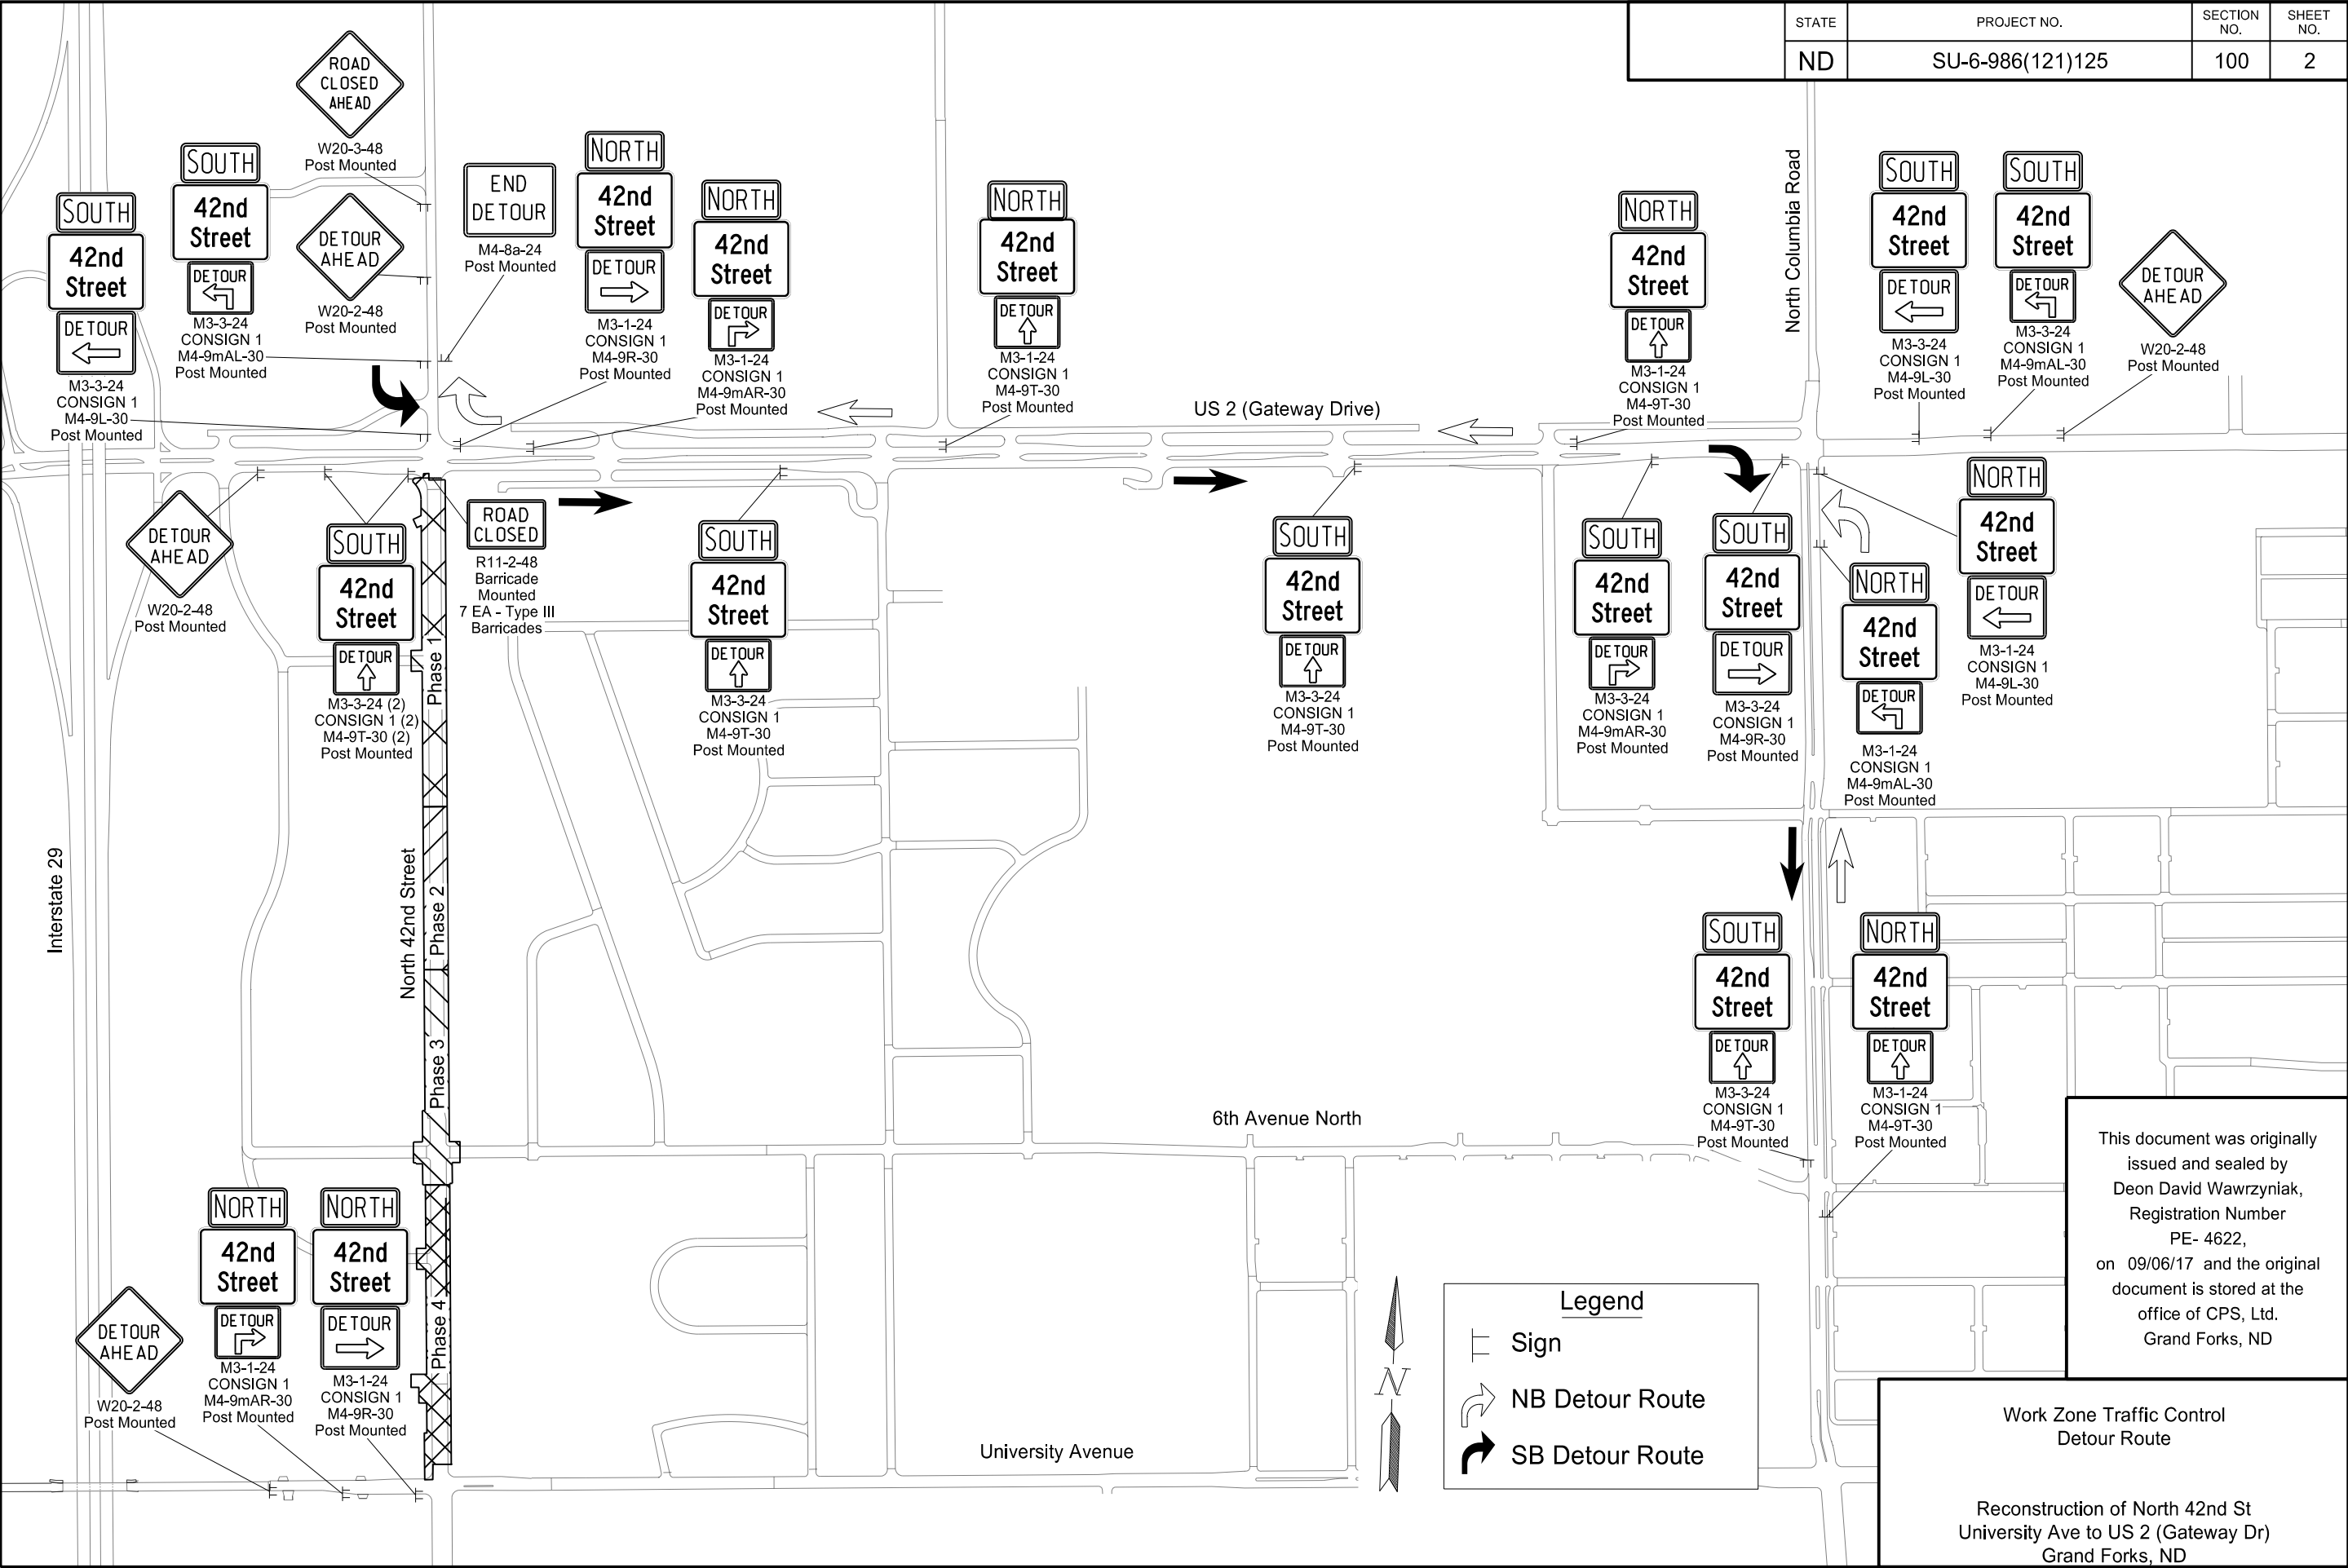 STATE
PROJECT NO.
SECTION
NO.
SHEET
NO.
ND
SU-6-986(121)125
100
2
ROAD
CLOSED
AHEAD
W20-3-48
Post Mounted
SOUTH
42nd
Street
DETOUR
M3-3-24
CONSIGN 1
M4-9L-30
Post Mounted
SOUTH
42nd
Street
DETOUR
M3-3-24
CONSIGN 1
M4-9mAL-30
Post Mounted
DETOUR
AHEAD
W20-2-48
Post Mounted
END
DETOUR
M4-8a-24
Post Mounted
NORTH
42nd
Street
DETOUR
M3-1-24
CONSIGN 1
M4-9R-30
Post Mounted
NORTH
42nd
Street
DETOUR
M3-1-24
CONSIGN 1
M4-9mAR-30
Post Mounted
NORTH
42nd
Street
DETOUR
M3-1-24
CONSIGN 1
M4-9T-30
Post Mounted
US 2 (Gateway Drive)
NORTH
42nd
Street
DETOUR
M3-1-24
CONSIGN 1
M4-9T-30
Post Mounted
North Columbia Road
SOUTH
42nd
Street
DETOUR
M3-3-24
CONSIGN 1
M4-9L-30
Post Mounted
SOUTH
42nd
Street
DETOUR
M3-3-24
CONSIGN 1
M4-9mAL-30
Post Mounted
DETOUR
AHEAD
W20-2-48
Post Mounted
DETOUR
AHEAD
W20-2-48
Post Mounted
SOUTH
42nd
Street
DETOUR
M3-3-24 (2)
CONSIGN 1 (2)
M4-9T-30 (2)
Post Mounted
ROAD
CLOSED
R11-2-48
Barricade
Mounted
7 EA - Type III
Barricades
SOUTH
42nd
Street
DETOUR
M3-3-24
CONSIGN 1
M4-9T-30
Post Mounted
SOUTH
42nd
Street
DETOUR
M3-3-24
CONSIGN 1
M4-9T-30
Post Mounted
SOUTH
42nd
Street
DETOUR
M3-3-24
CONSIGN 1
M4-9mAR-30
Post Mounted
SOUTH
42nd
Street
DETOUR
M3-3-24
CONSIGN 1
M4-9R-30
Post Mounted
NORTH
42nd
Street
DETOUR
M3-1-24
CONSIGN 1
M4-9mAL-30
Post Mounted
NORTH
42nd
Street
DETOUR
M3-1-24
CONSIGN 1
M4-9L-30
Post Mounted
Interstate 29
North 42nd Street
Phase 1
Phase 2
Phase 3
Phase 4
SOUTH
42nd
Street
DETOUR
M3-3-24
CONSIGN 1
M4-9T-30
Post Mounted
NORTH
42nd
Street
DETOUR
M3-1-24
CONSIGN 1
M4-9T-30
Post Mounted
6th Avenue North
DETOUR
AHEAD
W20-2-48
Post Mounted
NORTH
42nd
Street
DETOUR
M3-1-24
CONSIGN 1
M4-9mAR-30
Post Mounted
NORTH
42nd
Street
DETOUR
M3-1-24
CONSIGN 1
M4-9R-30
Post Mounted
University Avenue
N
Legend
Sign
NB Detour Route
SB Detour Route
This document was originally
issued and sealed by
Deon David Wawrzyniak,
Registration Number
PE- 4622,
on 09/06/17 and the original
document is stored at the
office of CPS, Ltd.
Grand Forks, ND
Work Zone Traffic Control
Detour Route
Reconstruction of North 42nd St
University Ave to US 2 (Gateway Dr)
Grand Forks, ND